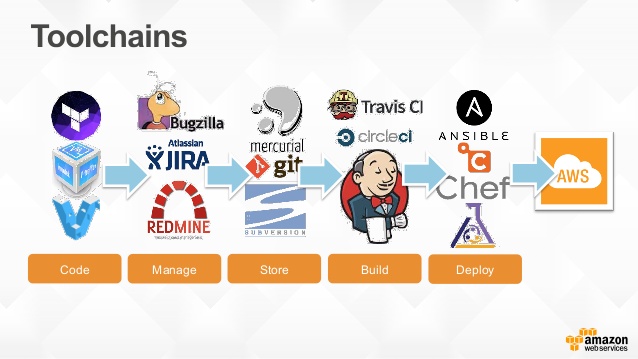 Toolchains
Bugzilla
Atlassian
JIRA
REDMINE
mercurial
git
SUBVERSION
Travis CI
circleci
ANSIBLE
Chef
AWS
Code
Manage
Store
Build
Deploy
amazon
web services